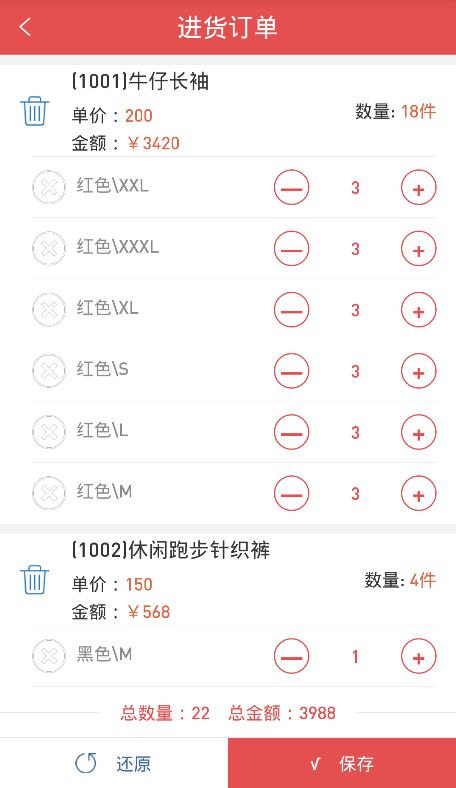 进货订单
(1001)牛仔长袖
单价：200
数量: 18件
金额：￥3420
红色\XXL 3
红色\XXXL 3
红色\XL 3
红色\S 3
红色\L 3
红色\M 3
(1002)休闲跑步针织裤
单价：150
数量: 4件
金额：￥568
黑色\M 1
总数量：22 总金额：3988
还原 √ 保存